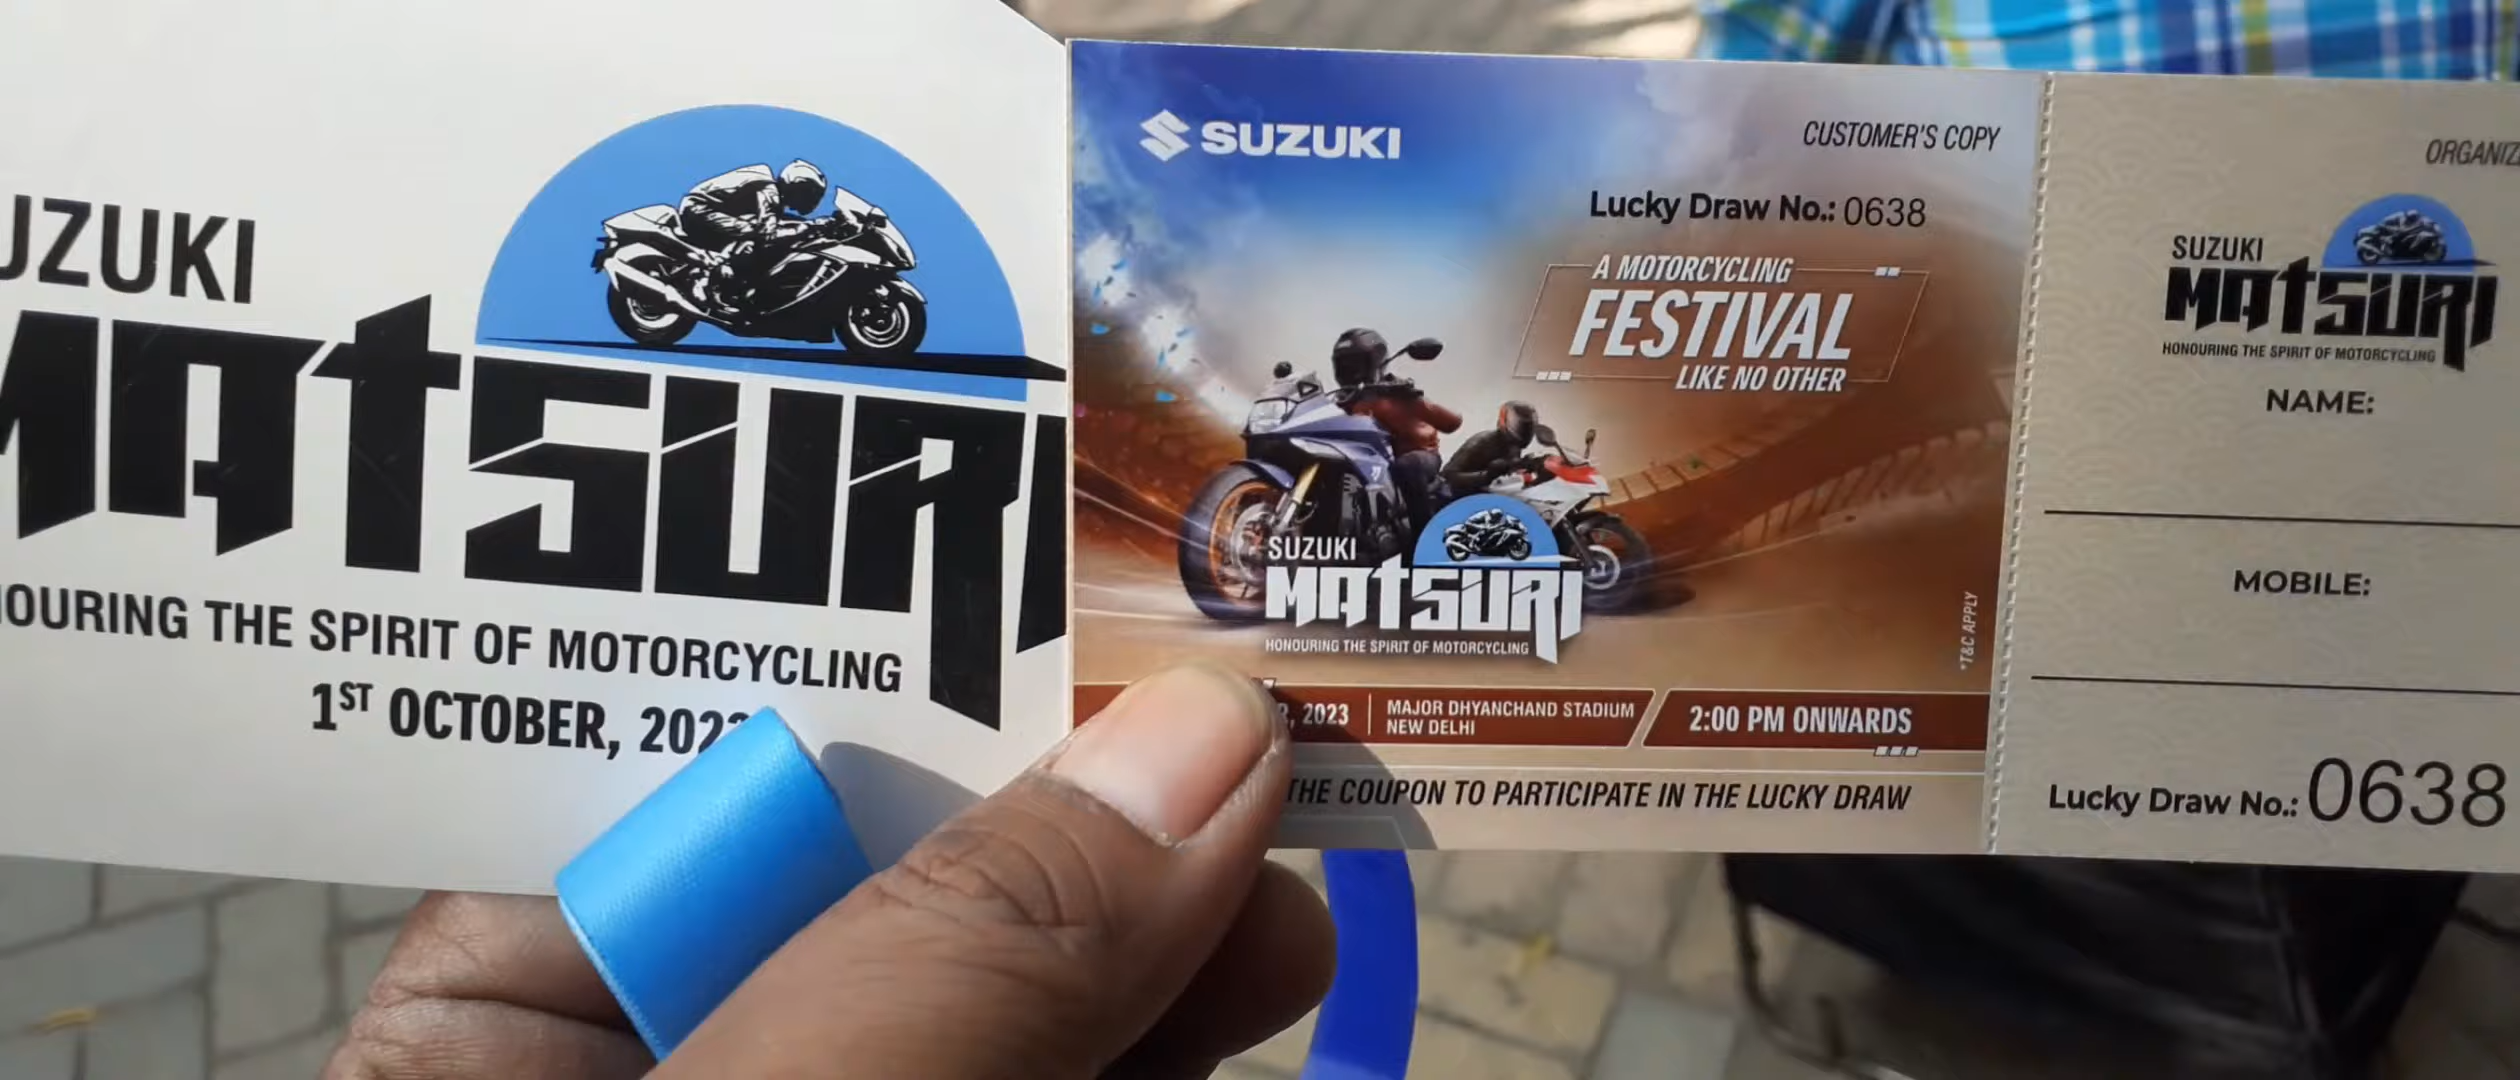 UZUKI
MATSURI
OURING THE SPIRIT OF MOTORCYCLING
1ST OCTOBER, 202
SUZUKI
CUSTOMER'S COPY
Lucky Draw No.: 0638
A MOTORCYCLING
FESTIVAL
LIKE NO OTHER
SUZUKI
MATSURI
HONOURING THE SPIRIT OF MOTORCYCLING
*T&C APPLY
, 2023
MAJOR DHYANCHAND STADIUM
NEW DELHI
2:00 PM ONWARDS
THE COUPON TO PARTICIPATE IN THE LUCKY DRAW
ORGANIZ
SUZUKI
MATSURI
HONOURING THE SPIRIT OF MOTORCYCLING
NAME:
MOBILE:
Lucky Draw No.: 0638